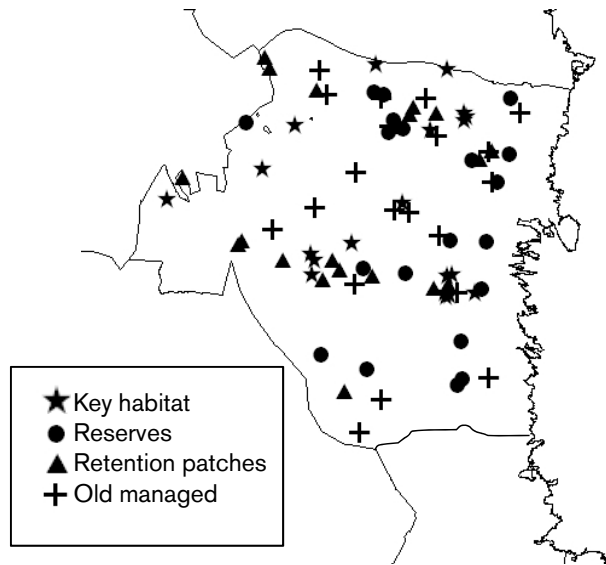 Key habitat
Reserves
Retention patches
Old managed